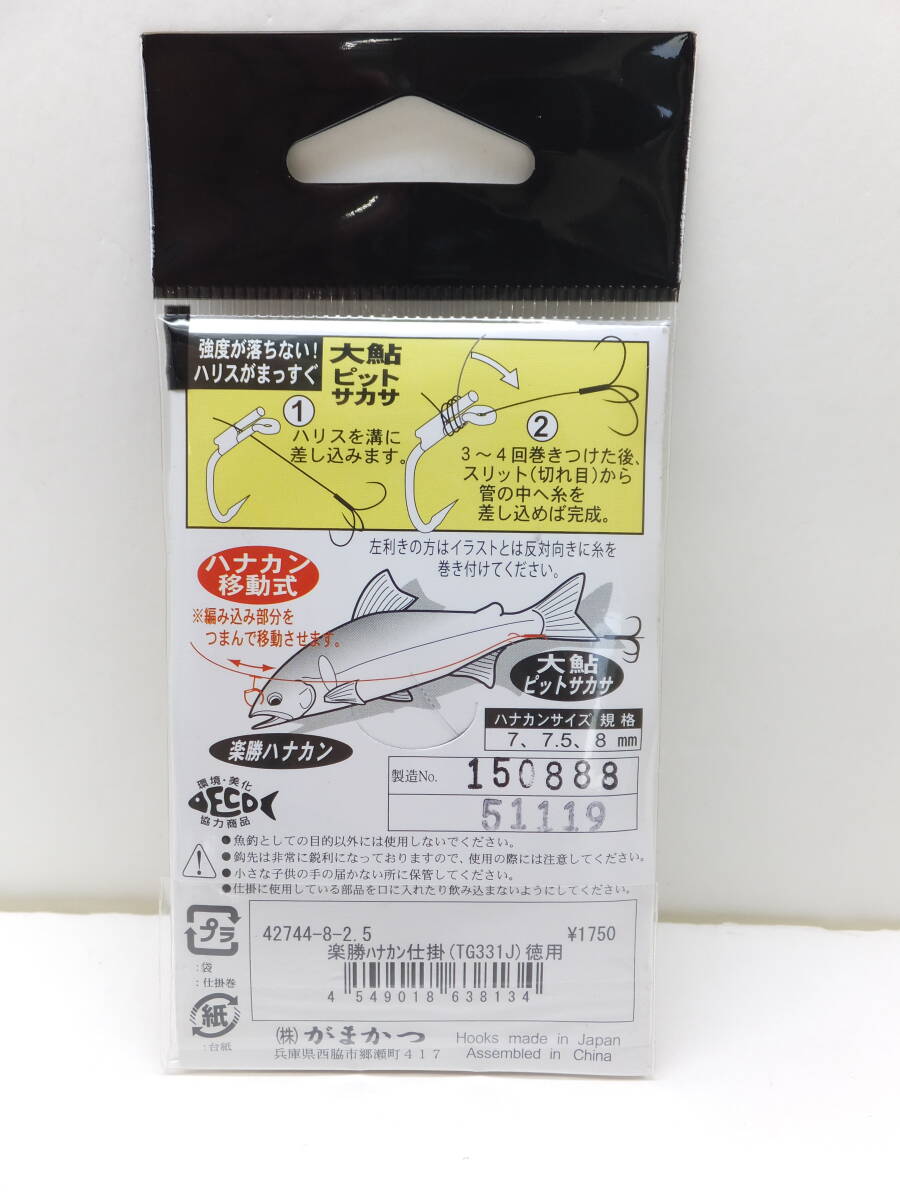 強度が落ちない!
ハリスがまっすぐ
大鮎
ピット
サカサ
①
ハリスを溝に
差し込みます。
②
3〜4回巻きつけた後、
スリット(切れ目)から
管の中へ糸を
差し込めば完成。
左利きの方はイラストとは反対向きに糸を
巻き付けてください。
ハナカン
移動式
※編み込み部分を
つまんで移動させます。
大鮎
ピットサカサ
楽勝ハナカン
ハナカンサイズ 規格
7、7.5、8 mm
環境・美化
ECO
協力商品
製造No. 150888
51119
●魚釣としての目的以外には使用しないでください。
●鈎先は非常に鋭利になっておりますので、使用の際には注意してください。
●小さな子供の手の届かない所に保管してください。
●仕掛に使用している部品を口に入れたり飲み込まないようにしてください。
プラ
:袋
:仕掛巻
紙
:台紙
42744-8-2.5 ¥1750
楽勝ハナカン仕掛(TG331J)徳用
4 549018 638134
(株)がまかつ
兵庫県西脇市郷瀬町417
Hooks made in Japan
Assembled in China